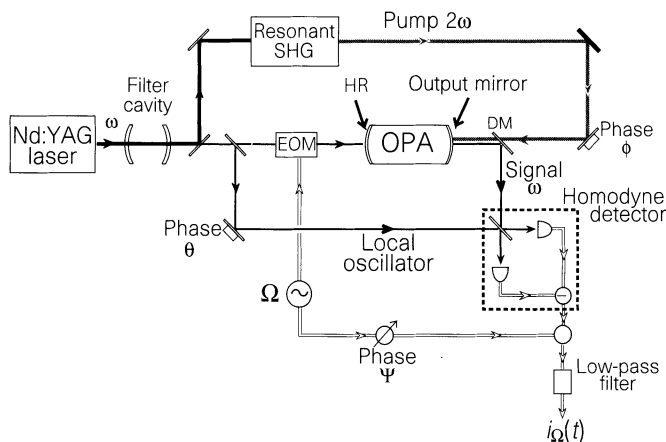 Resonant
SHG
Pump 2ω
Filter
cavity
HR
Output mirror
Nd:YAG
laser
ω
EOM
OPA
DM
Phase
ϕ
Signal
ω
Homodyne
detector
Phase
θ
Local
oscillator
Ω
Phase
Ψ
Low-pass
filter
iΩ(t)